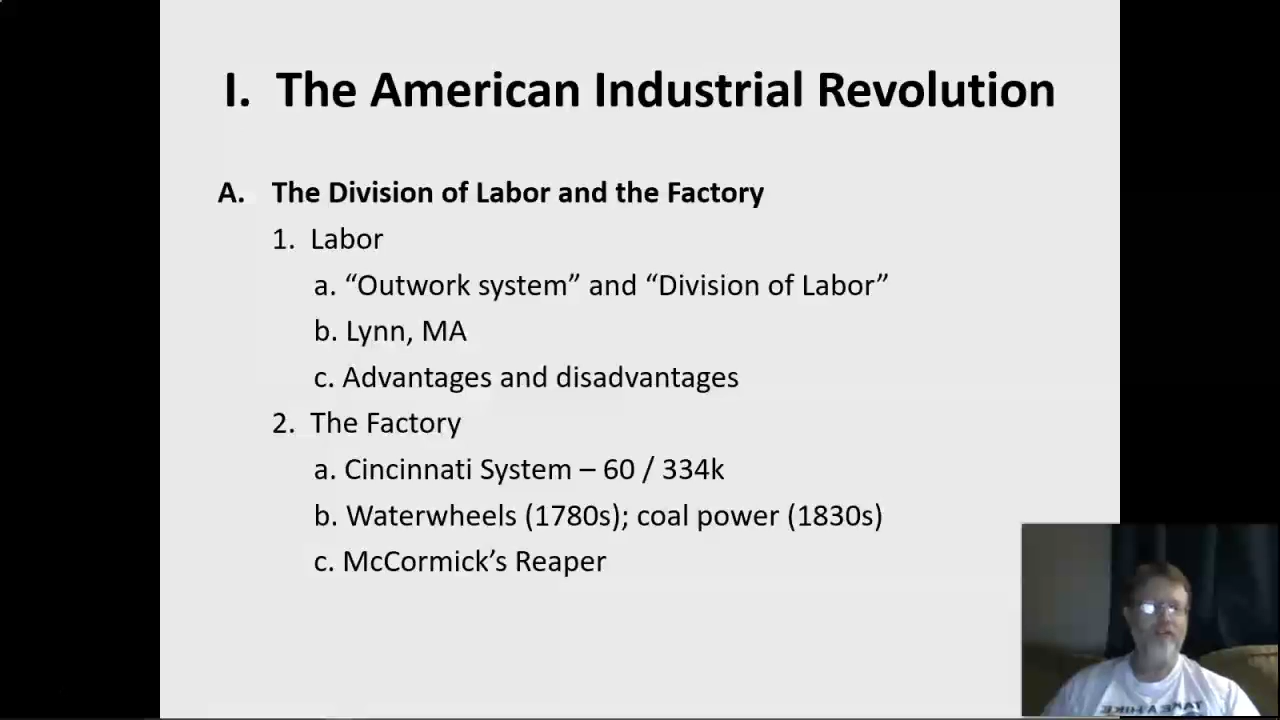 I. The American Industrial Revolution
A. The Division of Labor and the Factory
1. Labor
a. “Outwork system” and “Division of Labor”
b. Lynn, MA
c. Advantages and disadvantages
2. The Factory
a. Cincinnati System – 60 / 334k
b. Waterwheels (1780s); coal power (1830s)
c. McCormick’s Reaper
TAKE A HIKE